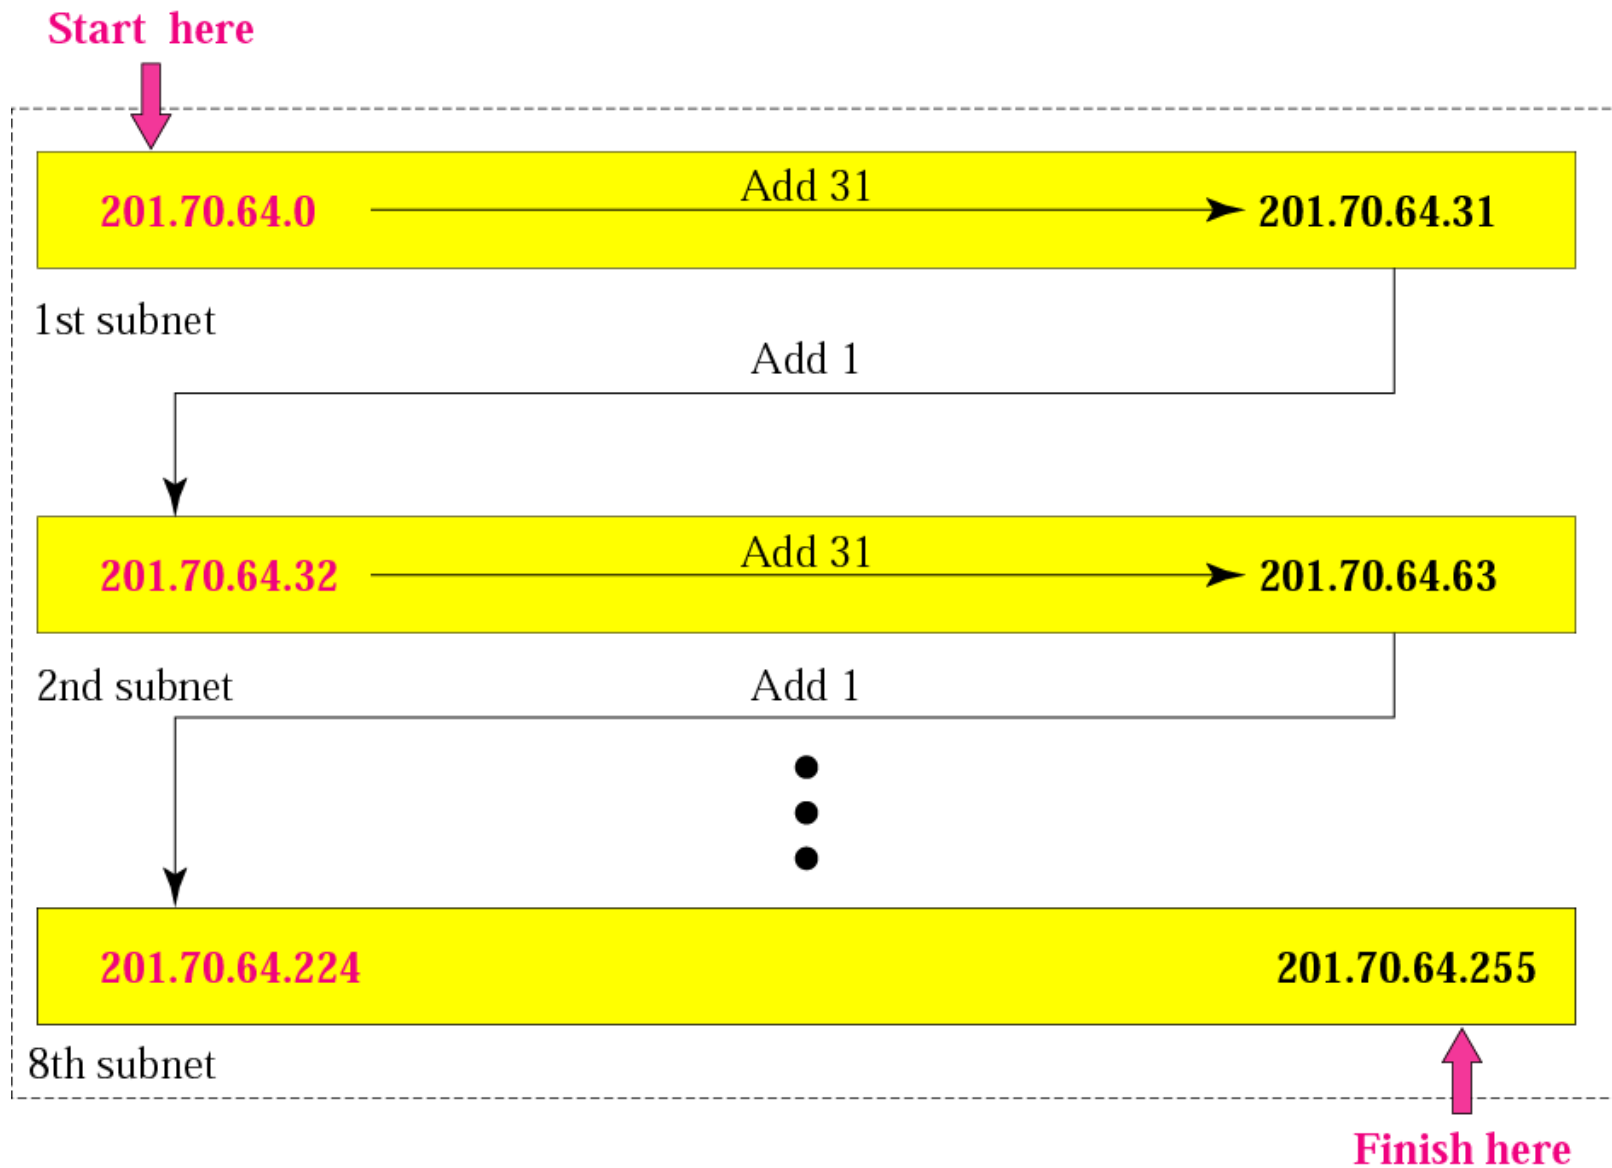 Start here
201.70.64.0
Add 31
201.70.64.31
1st subnet
Add 1
201.70.64.32
Add 31
201.70.64.63
2nd subnet
Add 1
201.70.64.224
201.70.64.255
8th subnet
Finish here